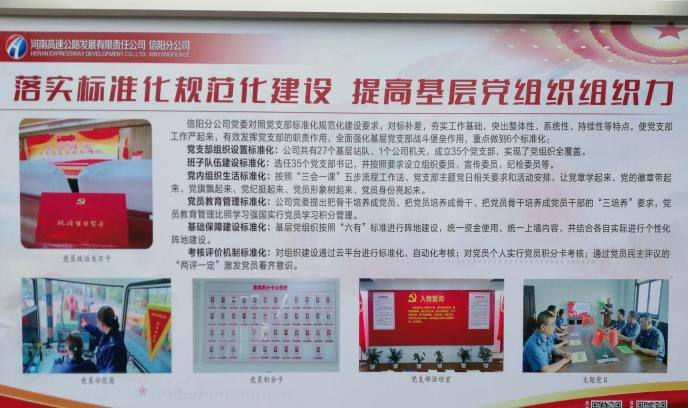 河南高速公路发展有限责任公司 信阳分公司
HENAN EXPRESSWAY DEVELOPMENT CO.,LTD. XINYANGFILIALE
落实标准化规范化建设 提高基层党组织组织力
信阳分公司党委对照党支部标准化规范化建设要求，对标补差，夯实工作基础，突出整体性、系统性、持续性等特点，使党支部
工作严起来，有效发挥党支部的职责作用，全面强化基层党支部战斗堡垒作用，重点做到6个标准化：
党支部组织设置标准化：公司共有27个基层站队、1个公司机关，成立35个党支部，实现了党组织全覆盖。
班子队伍建设标准化：选任35个党支部书记，并按照要求设立组织委员、宣传委员、纪检委员等。
党内组织生活标准化：按照“三会一课”五步流程工作法、党支部主题党日相关要求和活动安排，让党章学起来、党的徽章带起
来、党旗飘起来、党纪挺起来、党员形象树起来、党员身份亮起来。
党员教育管理标准化：公司党委提出把骨干培养成党员、把党员培养成骨干、把党员骨干培养成党员干部的“三培养”要求，党
员教育管理比照学习强国实行党员学习积分管理。
基础保障建设标准化：基层党组织按照“六有”标准进行阵地建设，统一资金使用、统一上墙内容，并结合各自实际进行个性化
阵地建设。
考核评价机制标准化：对组织建设通过云平台进行标准化、自动化考核；对党员个人实行党员积分卡考核；通过党员民主评议的
“两评一定”激发党员看齐意识。
政治生日贺卡
党员政治生日卡
党员积分卡公示栏
入党誓词
党员示范岗
党员积分卡
党支部活动室
主题党日